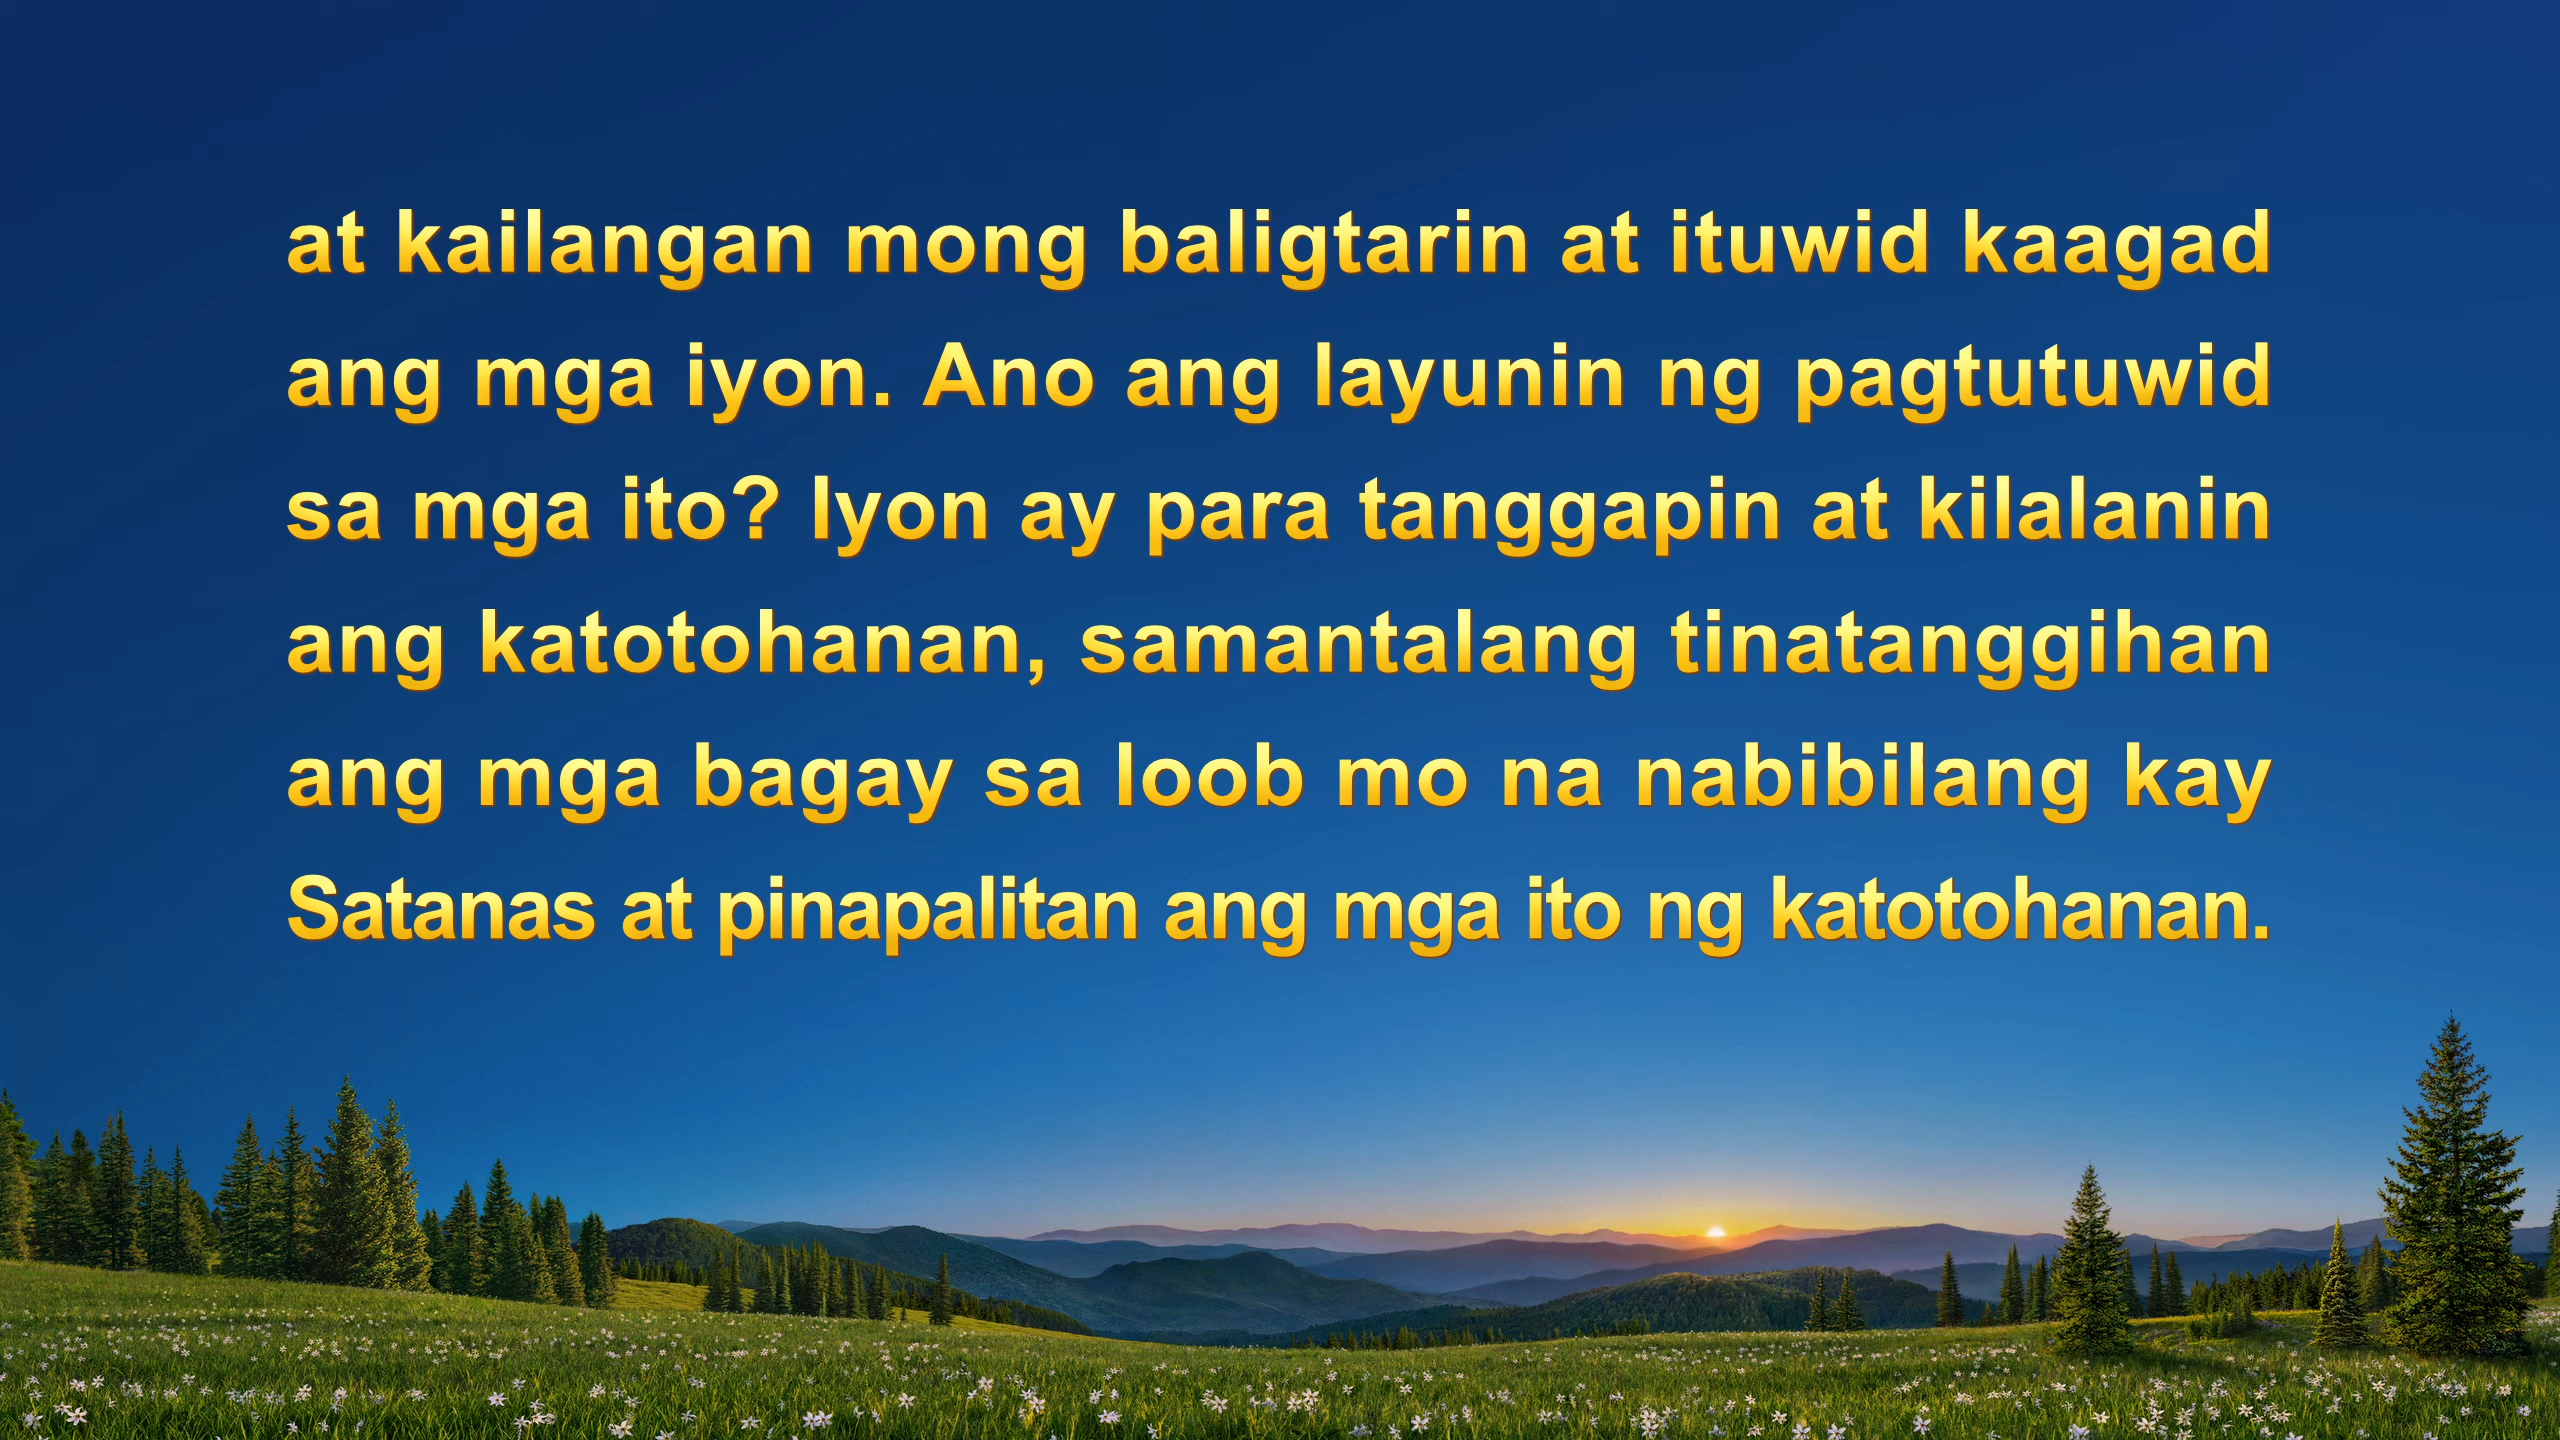 at kailangan mong baligtarin at ituwid kaagad
ang mga iyon. Ano ang layunin ng pagtutuwid
sa mga ito? Iyon ay para tanggapin at kilalanin
ang katotohanan, samantalang tinatanggihan
ang mga bagay sa loob mo na nabibilang kay
Satanas at pinapalitan ang mga ito ng katotohanan.